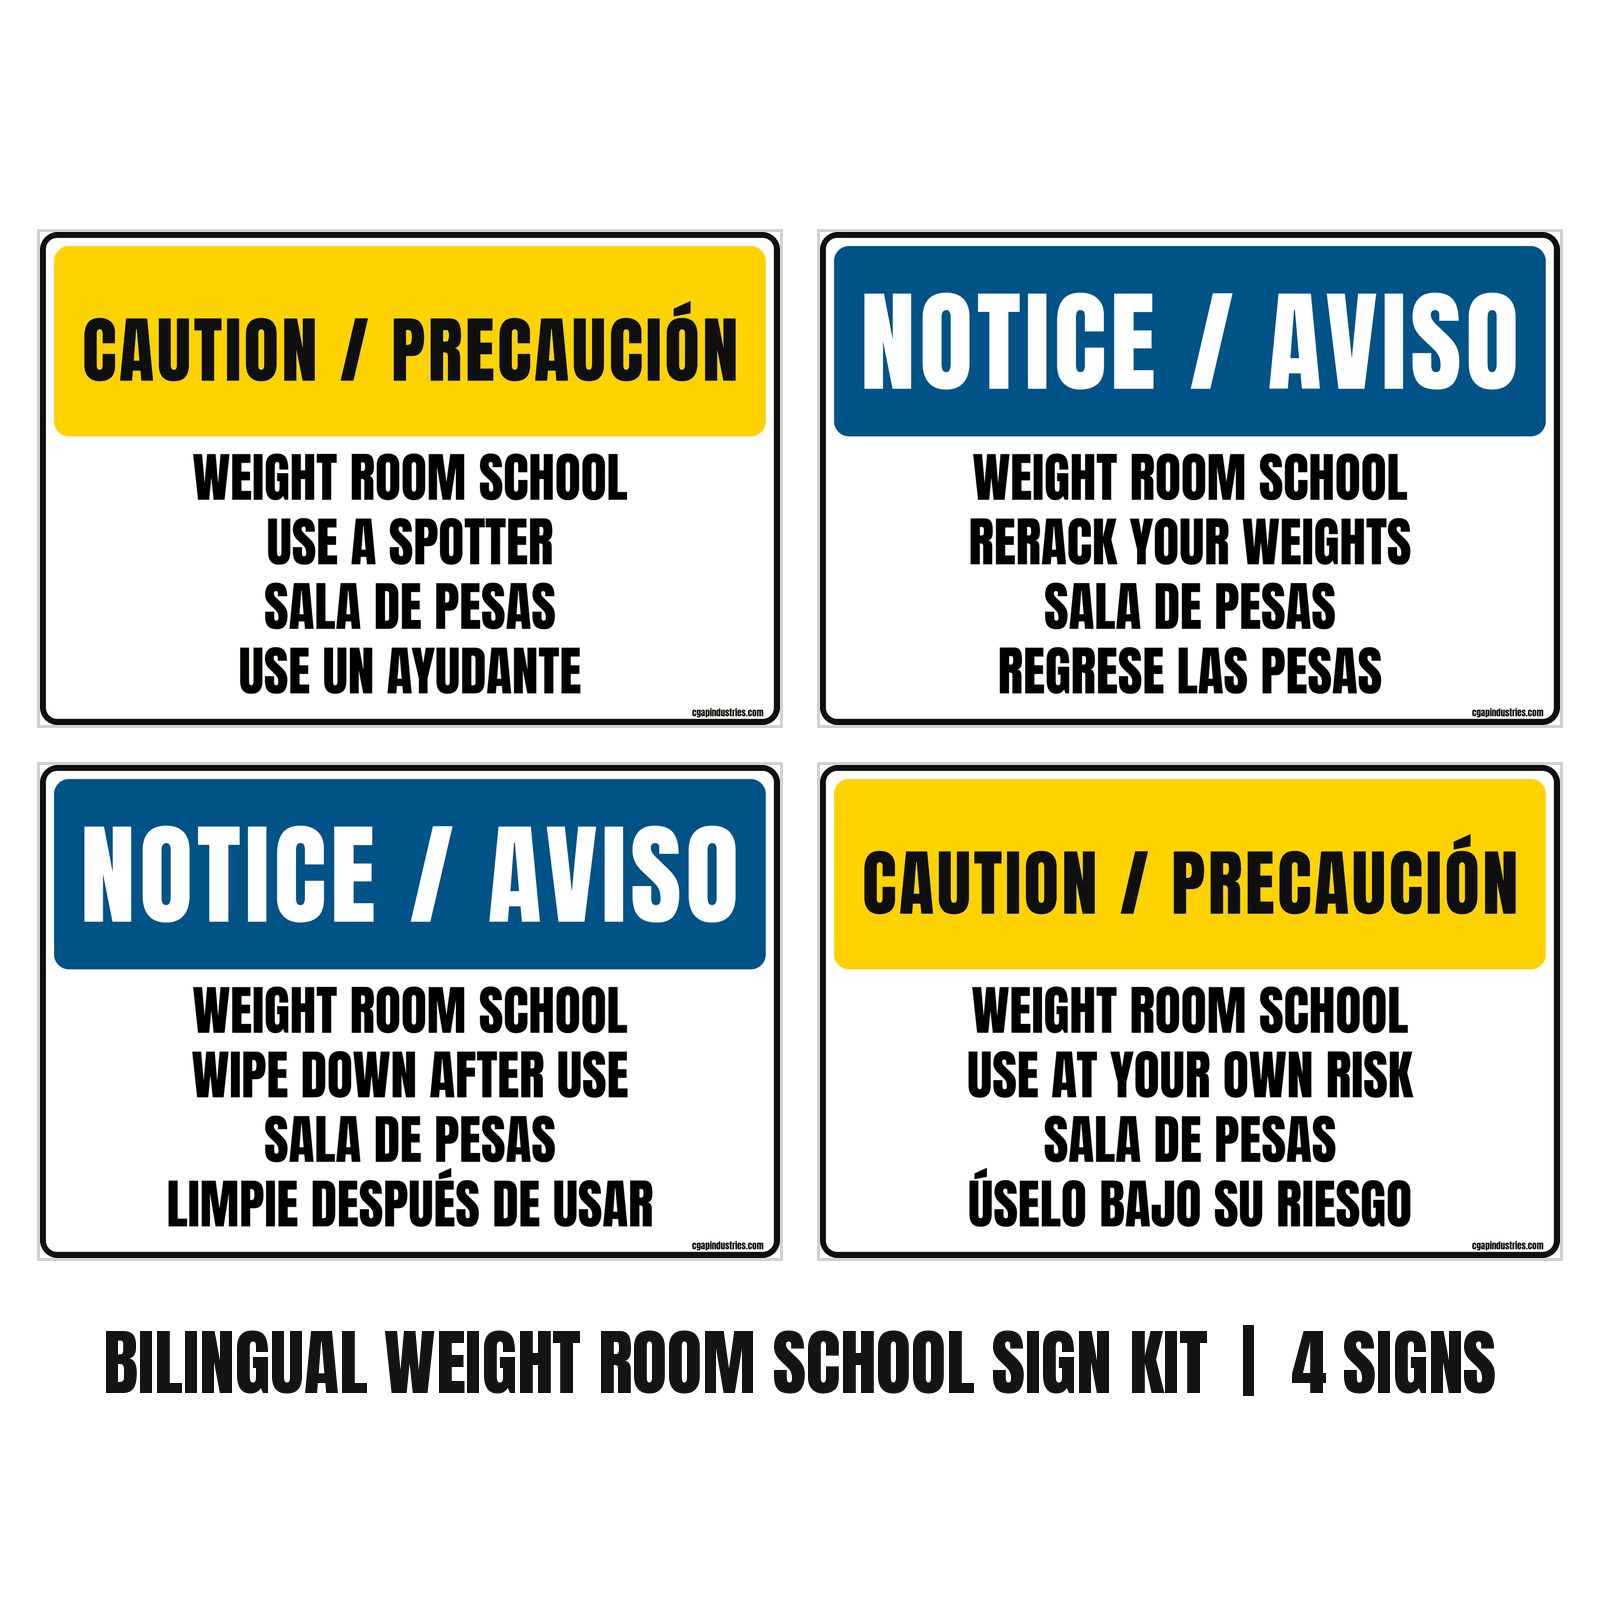 CAUTION / PRECAUCIÓN
WEIGHT ROOM SCHOOL
USE A SPOTTER
SALA DE PESAS
USE UN AYUDANTE
cgapindustries.com
NOTICE / AVISO
WEIGHT ROOM SCHOOL
RERACK YOUR WEIGHTS
SALA DE PESAS
REGRESE LAS PESAS
cgapindustries.com
NOTICE / AVISO
WEIGHT ROOM SCHOOL
WIPE DOWN AFTER USE
SALA DE PESAS
LIMPIE DESPUÉS DE USAR
cgapindustries.com
CAUTION / PRECAUCIÓN
WEIGHT ROOM SCHOOL
USE AT YOUR OWN RISK
SALA DE PESAS
ÚSELO BAJO SU RIESGO
cgapindustries.com
BILINGUAL WEIGHT ROOM SCHOOL SIGN KIT | 4 SIGNS